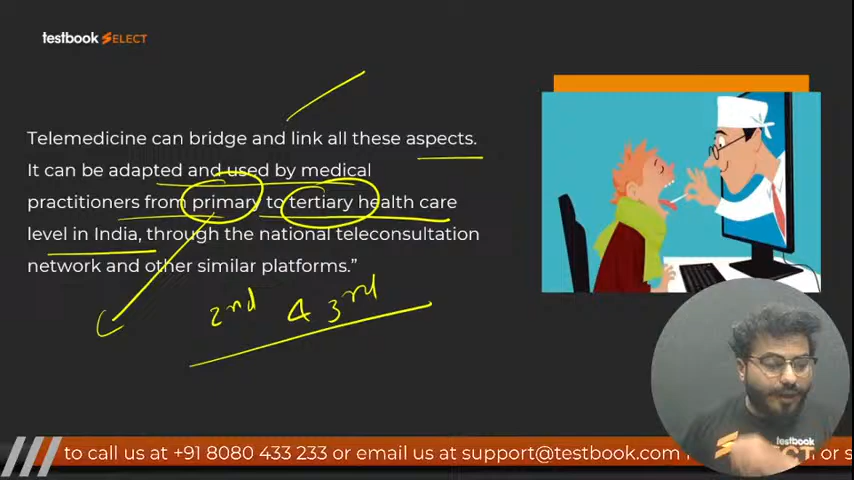 testbook SELECT
Telemedicine can bridge and link all these aspects.
It can be adapted and used by medical
practitioners from primary to tertiary health care
level in India, through the national teleconsultation
network and other similar platforms.”
2nd & 3rd
testbook
SELECT
to call us at +91 8080 433 233 or email us at support@testbook.com